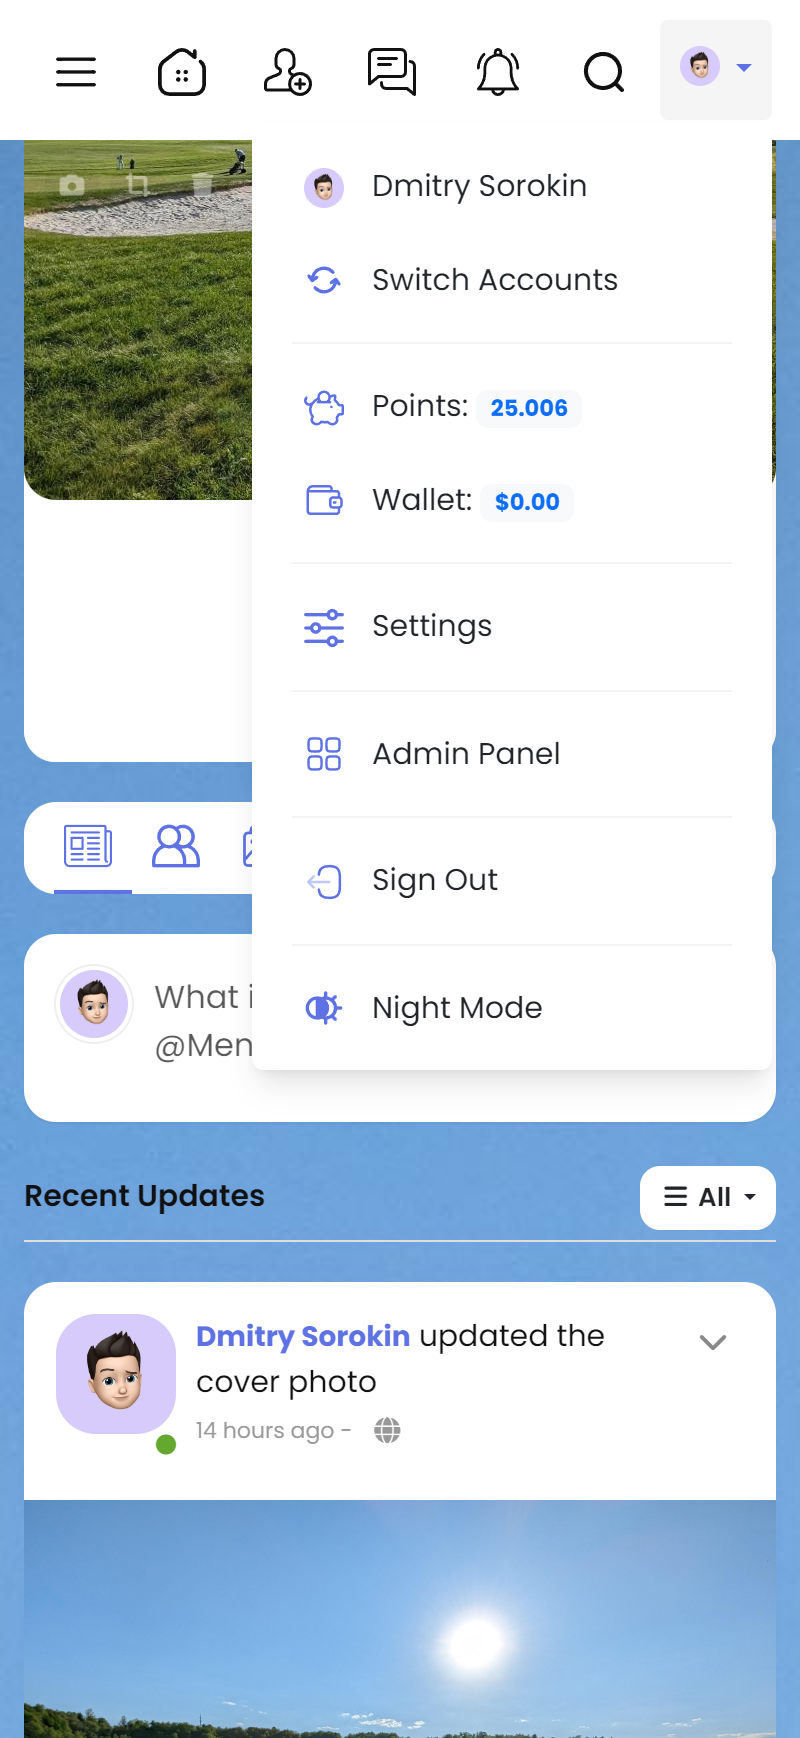 Dmitry Sorokin
Switch Accounts
Points: 25.006
Wallet: $0.00
Settings
Admin Panel
Sign Out
Night Mode
What i
@Men
Recent Updates
All
Dmitry Sorokin updated the
cover photo
14 hours ago -